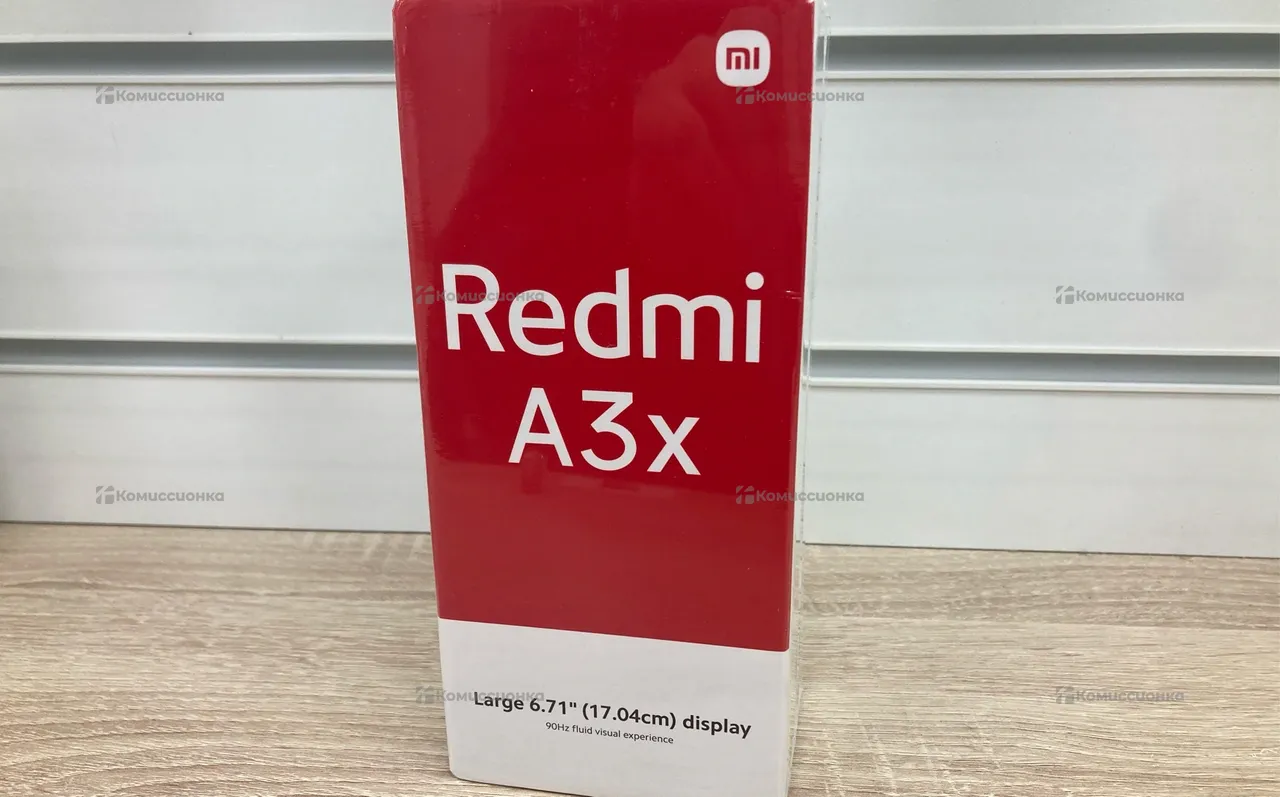 mi
Комиссионка
Комиссионка
Redmi
Комиссионка
Комиссионка
A3x
Комиссионка
Комиссионка
Комиссионка
Комиссионка
Large 6.71" (17.04cm) display
90Hz fluid visual experience